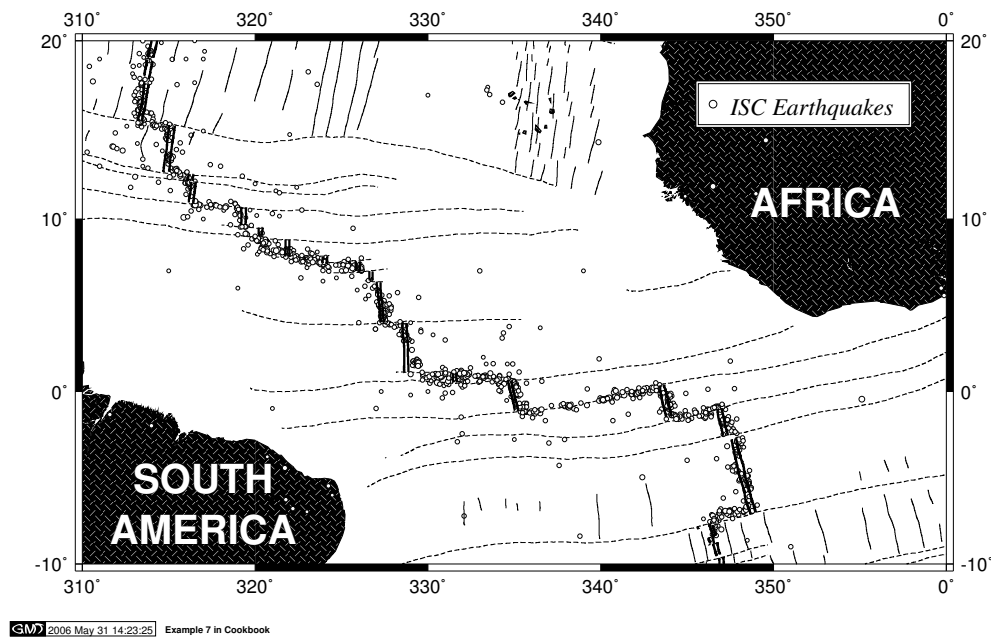 310˚ 320˚ 330˚ 340˚ 350˚ 0˚
20˚ 20˚
ISC Earthquakes
AFRICA
10˚ 10˚
0˚ 0˚
SOUTH
AMERICA
-10˚ -10˚
310˚ 320˚ 330˚ 340˚ 350˚ 0˚
GMT 2006 May 31 14:23:25 Example 7 in Cookbook